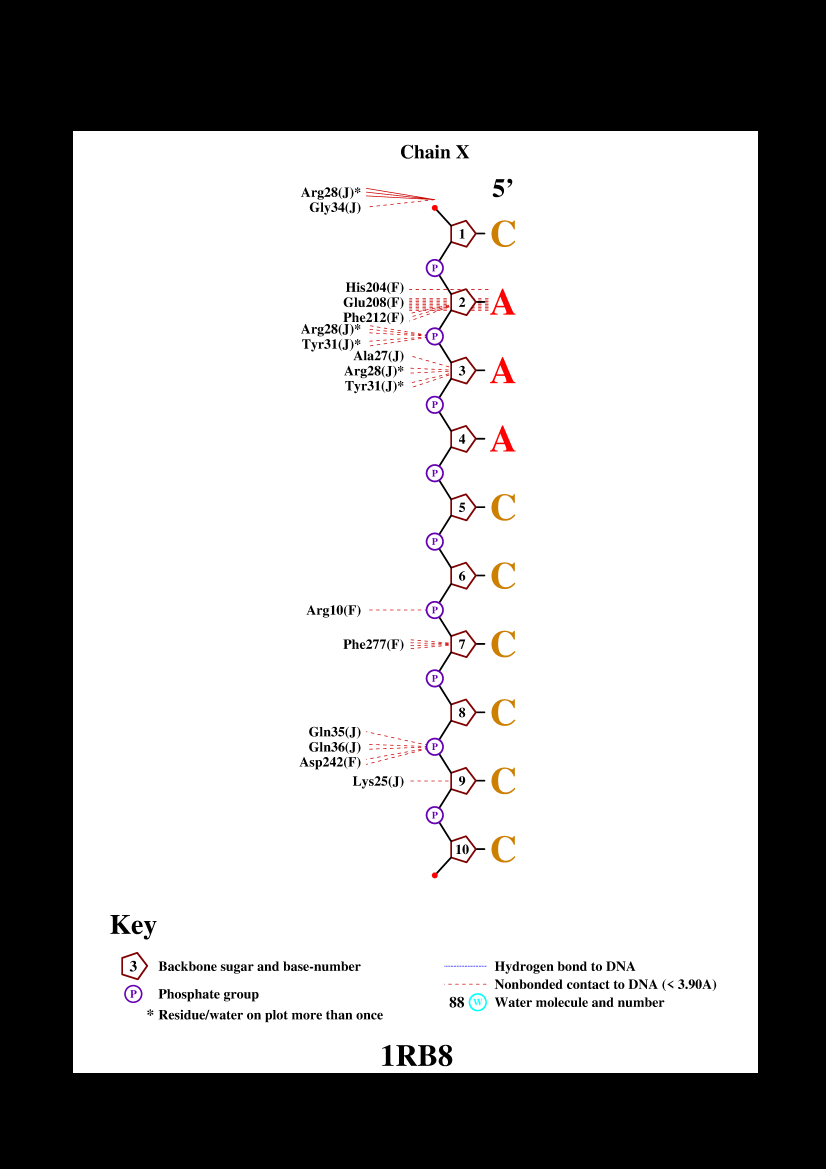 Chain X
5’
Arg28(J)*
Gly34(J)
1 C
P
His204(F)
Glu208(F) 2 A
Phe212(F)
Arg28(J)*
P
Tyr31(J)*
Ala27(J)
Arg28(J)* 3 A
Tyr31(J)*
P
4 A
P
5 C
P
6 C
Arg10(F) P
Phe277(F) 7 C
P
8 C
Gln35(J)
Gln36(J) P
Asp242(F)
Lys25(J) 9 C
P
10 C
Key
3 Backbone sugar and base-number
P Phosphate group
* Residue/water on plot more than once
Hydrogen bond to DNA
Nonbonded contact to DNA (< 3.90A)
88 W Water molecule and number
1RB8